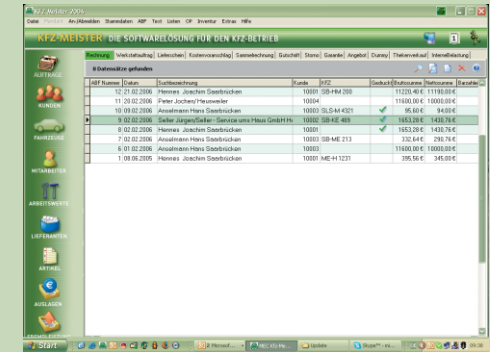 KFZ-Meister 2006
Datei Fenster An-/Abmelden Stammdaten ABF Text Listen OP Inventur Extras Hilfe
KFZ-MEISTER - DIE SOFTWARELÖSUNG FÜR DEN KFZ-BETRIEB
Rechnung Werkstattauftrag Lieferschein Kostenvoranschlag Sammelrechnung Gutschrift Storno Garantie Angebot Dummy Thekenverkauf InterneBelastung
8 Datensätze gefunden
ABF Nummer Datum Suchbezeichnung Kunde KFZ Gedruckt Bruttosumme Nettosumme Barzahler
12 21.02.2006 Hennes Joachim Saarbrücken 10001 SB-HM 200 11220,40 € 11190,00 €
11 20.02.2006 Peter Jochen/ Heusweiler 10004 11600,00 € 10000,00 €
10 09.02.2006 Anselmann Hans Saarbrücken 10003 SLS-M 4321 95,60 € 94,00 €
9 02.02.2006 Seiler Jürgen/Seiler - Service ums Haus GmbH H 10002 SB-KE 489 1653,28 € 1430,76 €
8 02.02.2006 Hennes Joachim Saarbrücken 10001 1653,28 € 1430,76 €
7 02.02.2006 Anselmann Hans Saarbrücken 10003 SB-ME 213 332,64 € 290,76 €
6 01.02.2006 Anselmann Hans Saarbrücken 10003 11600,00 € 10000,00 €
1 08.06.2005 Hennes Joachim Saarbrücken 10001 ME-H 1231 395,56 € 345,00 €
AUFTRÄGE
KUNDEN
FAHRZEUGE
MITARBEITER
ARBEITSWERTE
LIEFERANTEN
ARTIKEL
AUSLAGEN
Start
Update
09:38